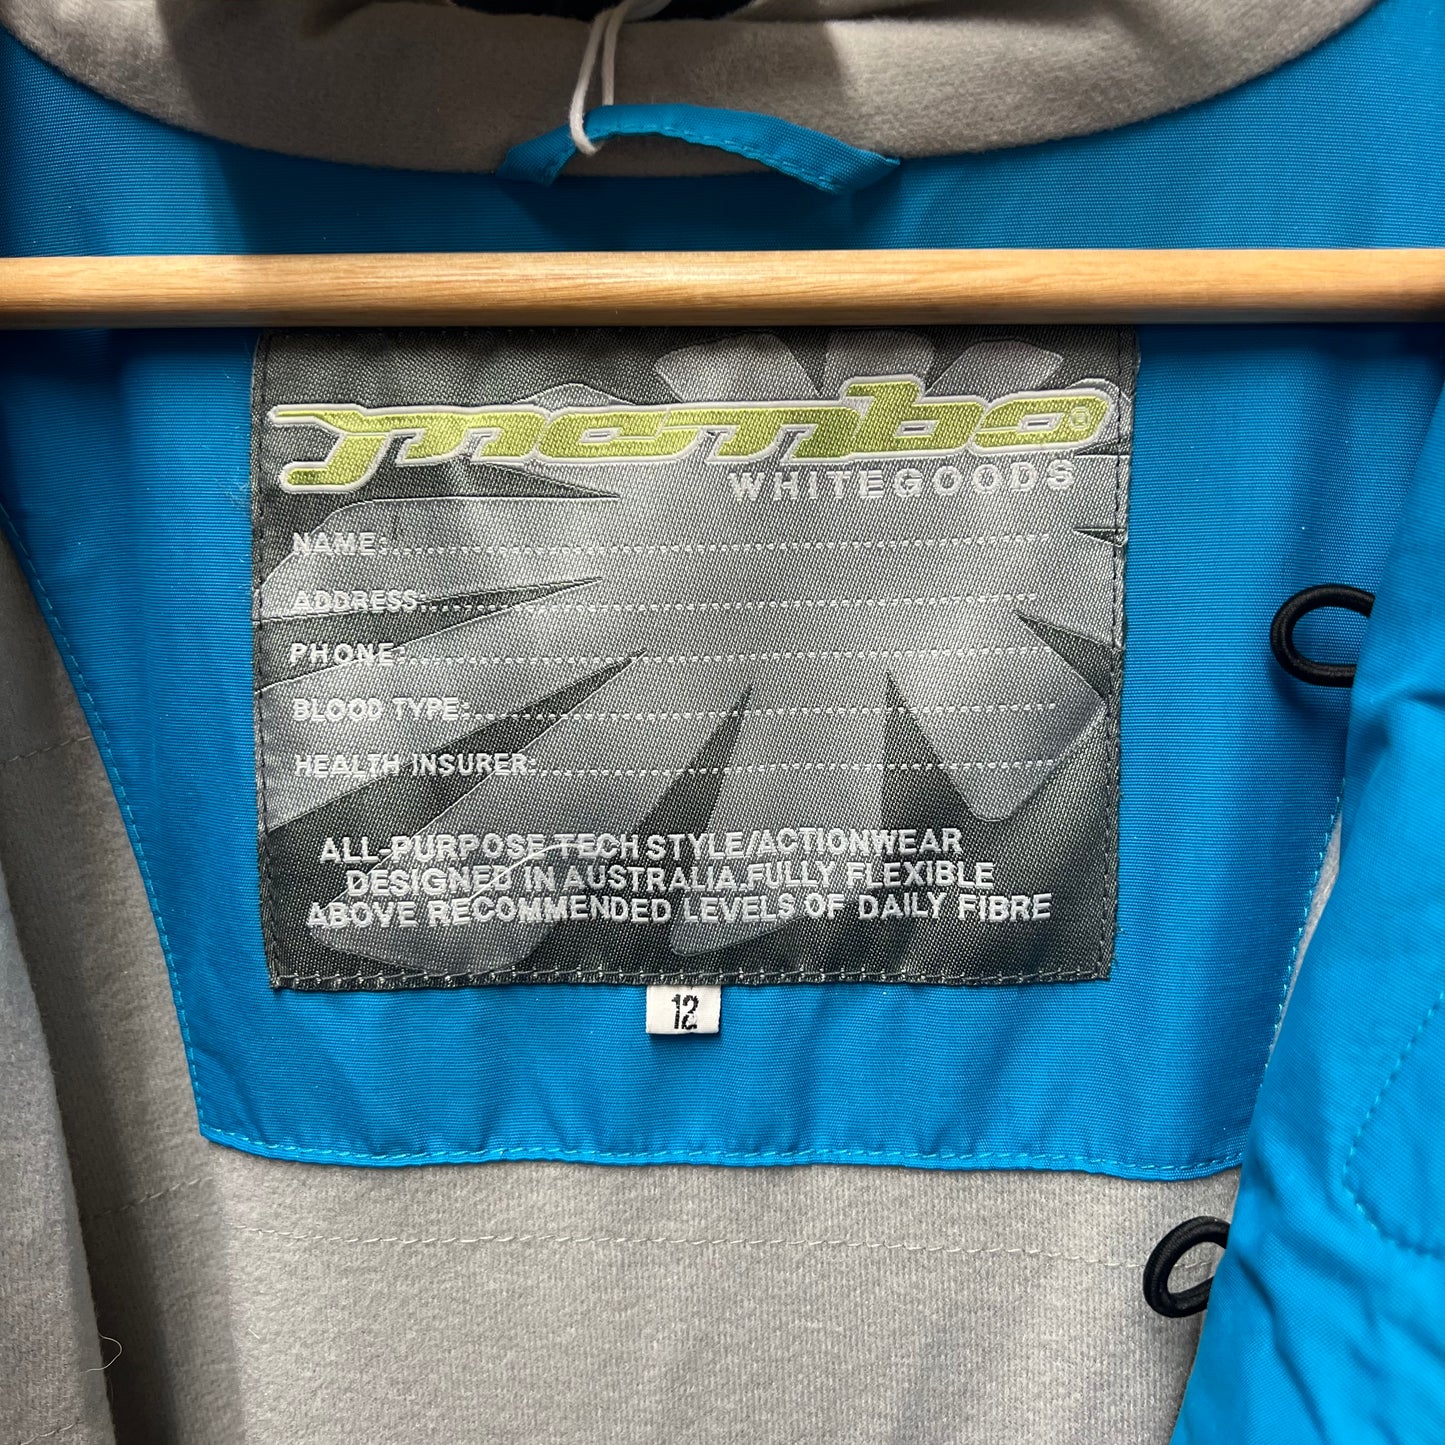 mambo®
WHITEGOODS
NAME:
ADDRESS
PHONE:
BLOOD TYPE:
HEALTH INSURER:
ALL-PURPOSE TECH STYLE/ACTIONWEAR
DESIGNED IN AUSTRALIA.FULLY FLEXIBLE
ABOVE RECOMMENDED LEVELS OF DAILY FIBRE
12